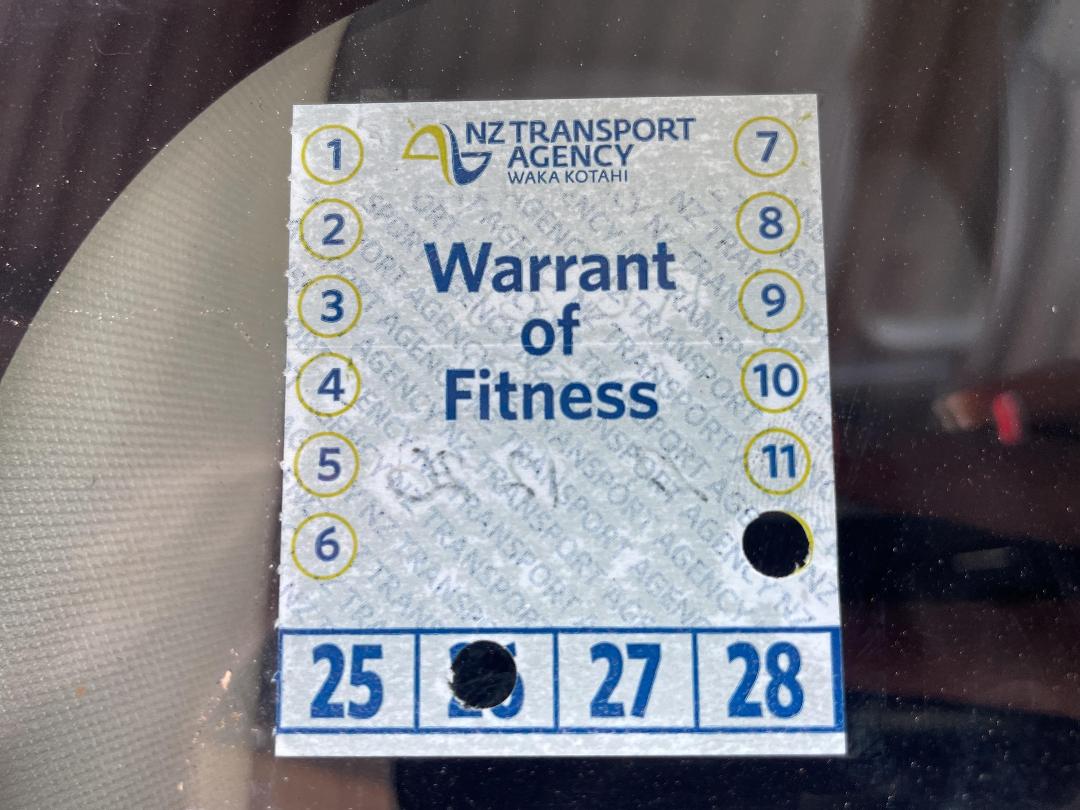 NZ TRANSPORT
AGENCY
WAKA KOTAHI
1
2
3
4
5
6
7
8
9
10
11
Warrant
of
Fitness
25
27
28